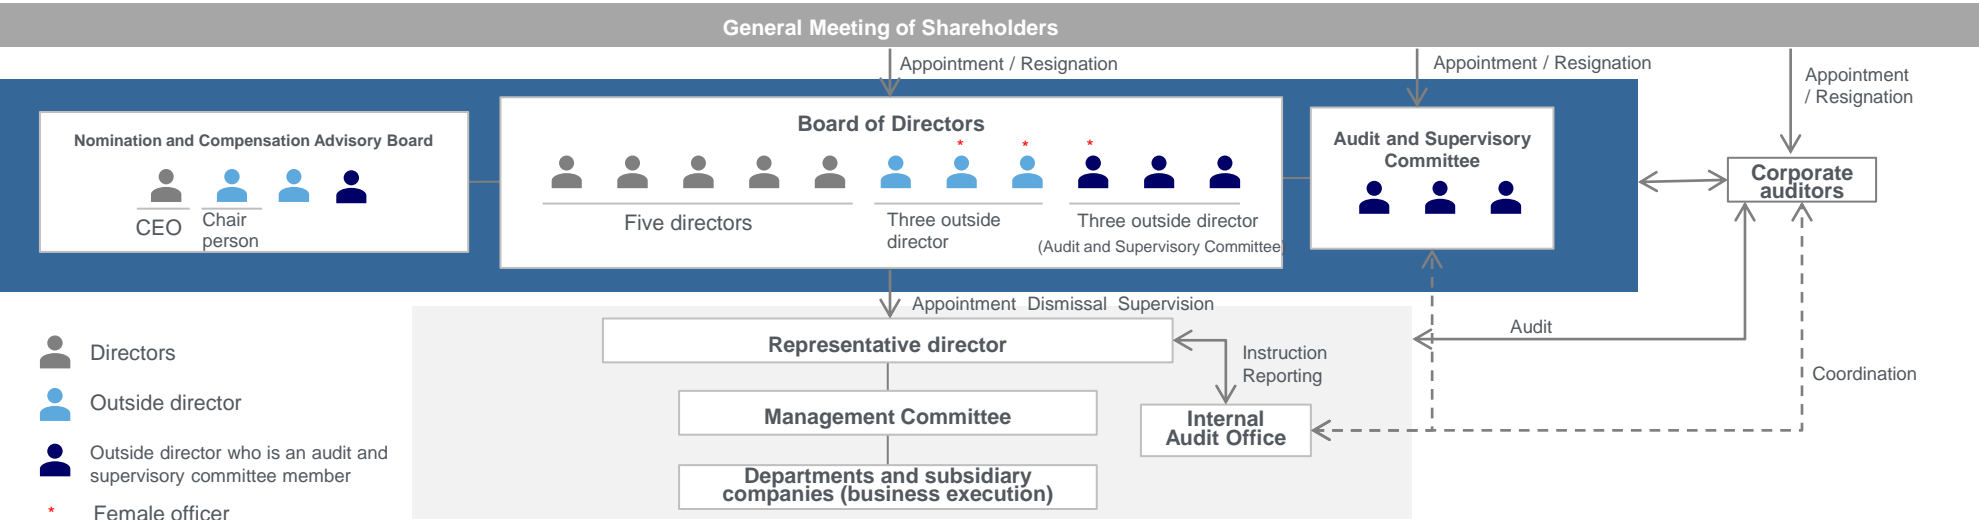 General Meeting of Shareholders
Appointment / Resignation
Appointment / Resignation
Appointment
/ Resignation
Nomination and Compensation Advisory Board
CEO
Chair
person
Board of Directors
* * *
Five directors
Three outside
director
Three outside director
(Audit and Supervisory Committee)
Audit and Supervisory
Committee
Corporate
auditors
Appointment Dismissal Supervision
Representative director
Instruction
Reporting
Audit
Coordination
Management Committee
Internal
Audit Office
Departments and subsidiary
companies (business execution)
Directors
Outside director
Outside director who is an audit and
supervisory committee member
* Female officer